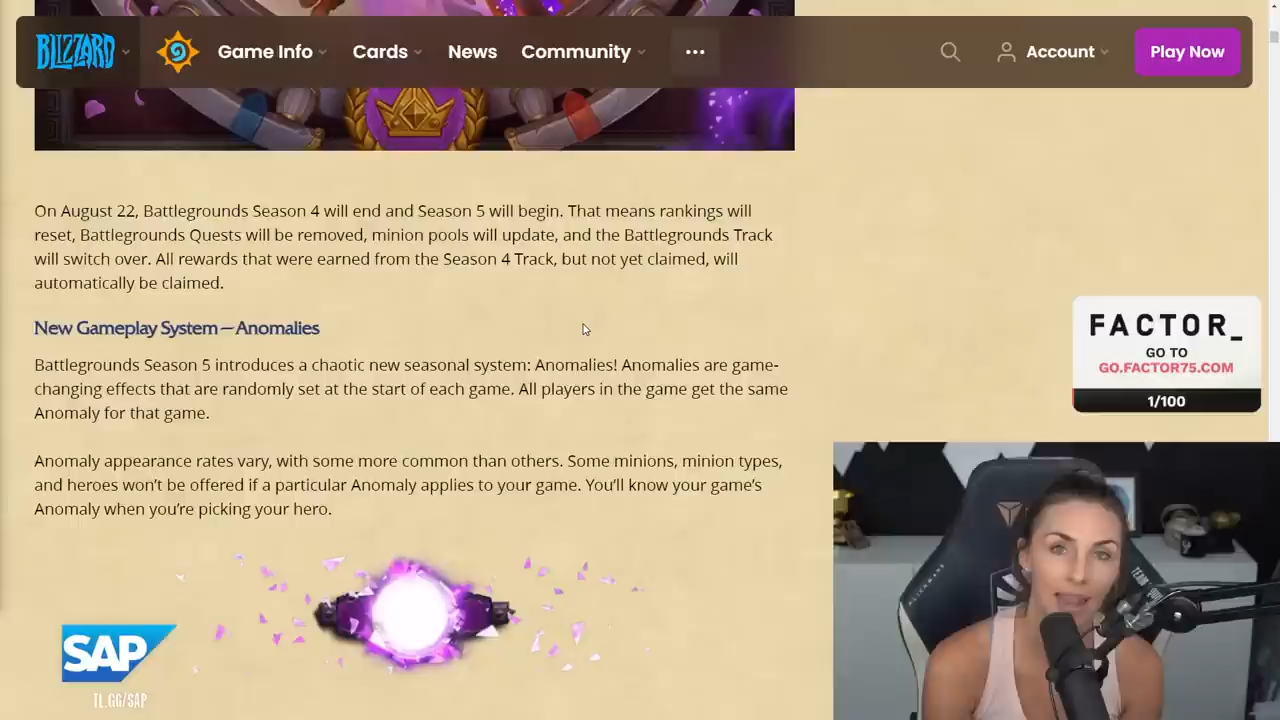 BLIZZARD
Game Info
Cards
News
Community
Account
Play Now
On August 22, Battlegrounds Season 4 will end and Season 5 will begin. That means rankings will
reset, Battlegrounds Quests will be removed, minion pools will update, and the Battlegrounds Track
will switch over. All rewards that were earned from the Season 4 Track, but not yet claimed, will
automatically be claimed.
New Gameplay System – Anomalies
Battlegrounds Season 5 introduces a chaotic new seasonal system: Anomalies! Anomalies are game-
changing effects that are randomly set at the start of each game. All players in the game get the same
Anomaly for that game.
Anomaly appearance rates vary, with some more common than others. Some minions, minion types,
and heroes won't be offered if a particular Anomaly applies to your game. You'll know your game's
Anomaly when you're picking your hero.
FACTOR_
GO TO
GO.FACTOR75.COM
1/100
SAP
TL.GG/SAP